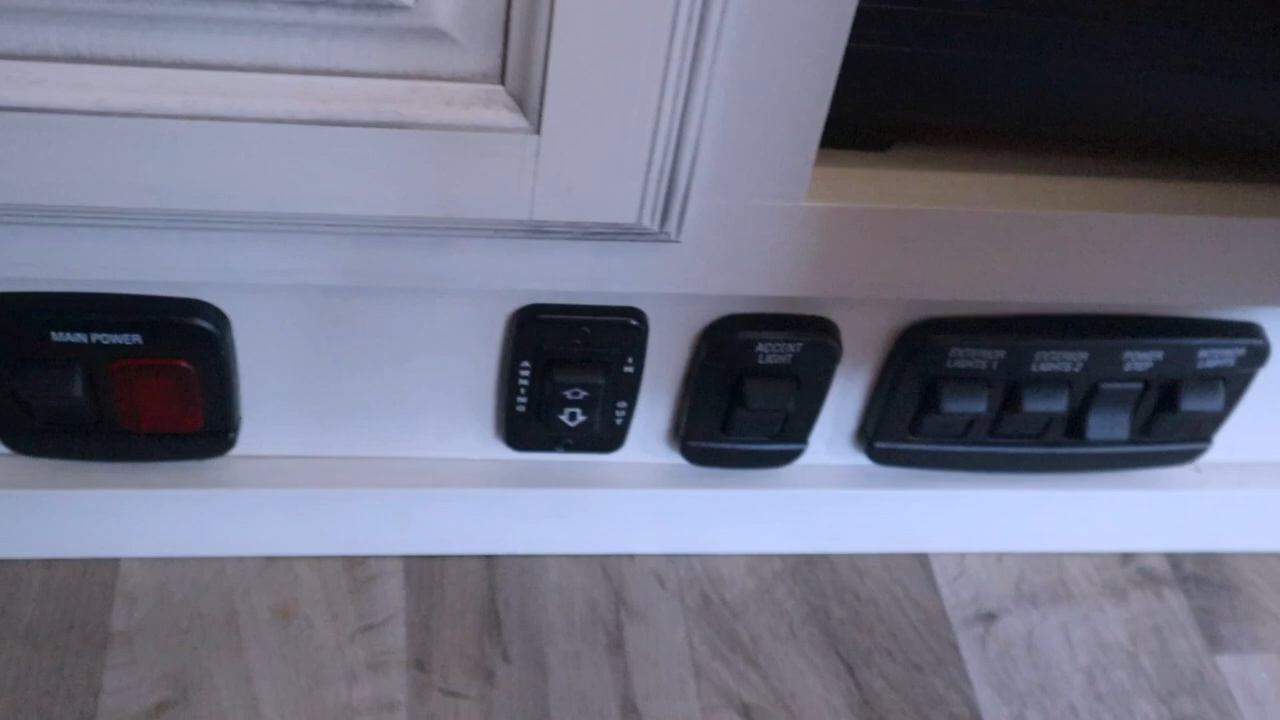 MAIN POWER
ACCENT
LIGHT
EXTERIOR
LIGHTS 1
EXTERIOR
LIGHTS 2
POWER
STEP
INTERIOR
LIGHTS